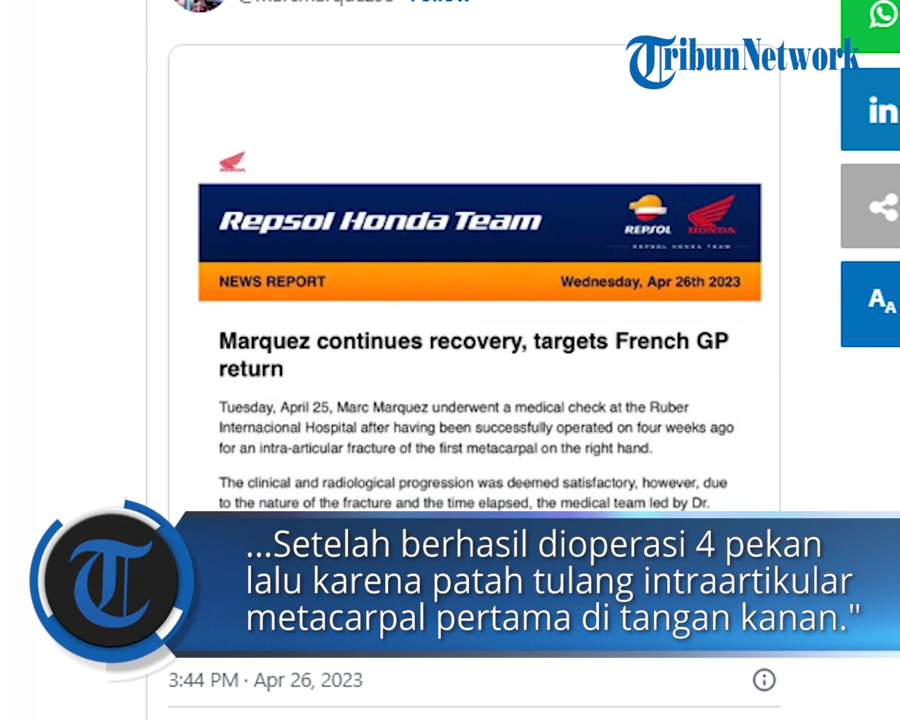 TribunNetwork
in
Repsol Honda Team
REPSOL
HONDA
REPSOL HONDA TEAM
NEWS REPORT
Wednesday, Apr 26th 2023
Marquez continues recovery, targets French GP
return
Tuesday, April 25, Marc Marquez underwent a medical check at the Ruber
Internacional Hospital after having been successfully operated on four weeks ago
for an intra-articular fracture of the first metacarpal on the right hand.
The clinical and radiological progression was deemed satisfactory, however, due
to the nature of the fracture and the time elapsed, the medical team led by Dr.
...Setelah berhasil dioperasi 4 pekan
lalu karena patah tulang intraartikular
metacarpal pertama di tangan kanan."
3:44 PM · Apr 26, 2023
AA
T